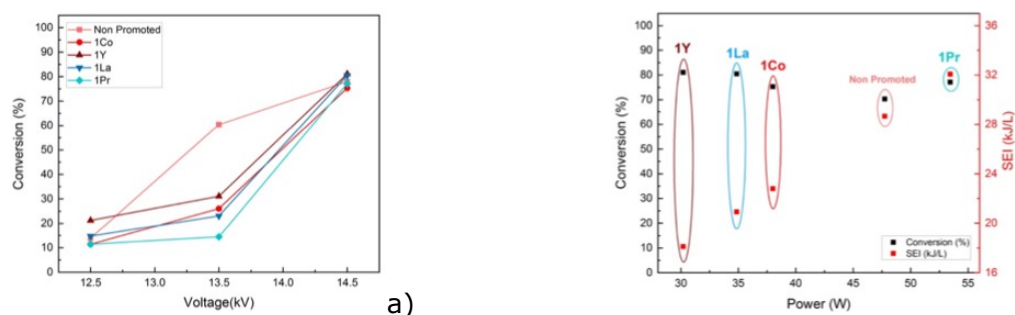 Non Promoted
1Co
1Y
1La
1Pr
100
90
80
70
60
50
40
30
20
10
0
Conversion (%)
12.5
13.0
13.5
14.0
14.5
Voltage(kV)
a)
100
90
80
70
60
50
40
30
20
10
0
Conversion (%)
1Y
1La
1Co
Non Promoted
1Pr
Conversion (%)
SEI (kJ/L)
36
32
28
24
20
16
SEI (kJ/L)
30
35
40
45
50
55
Power (W)